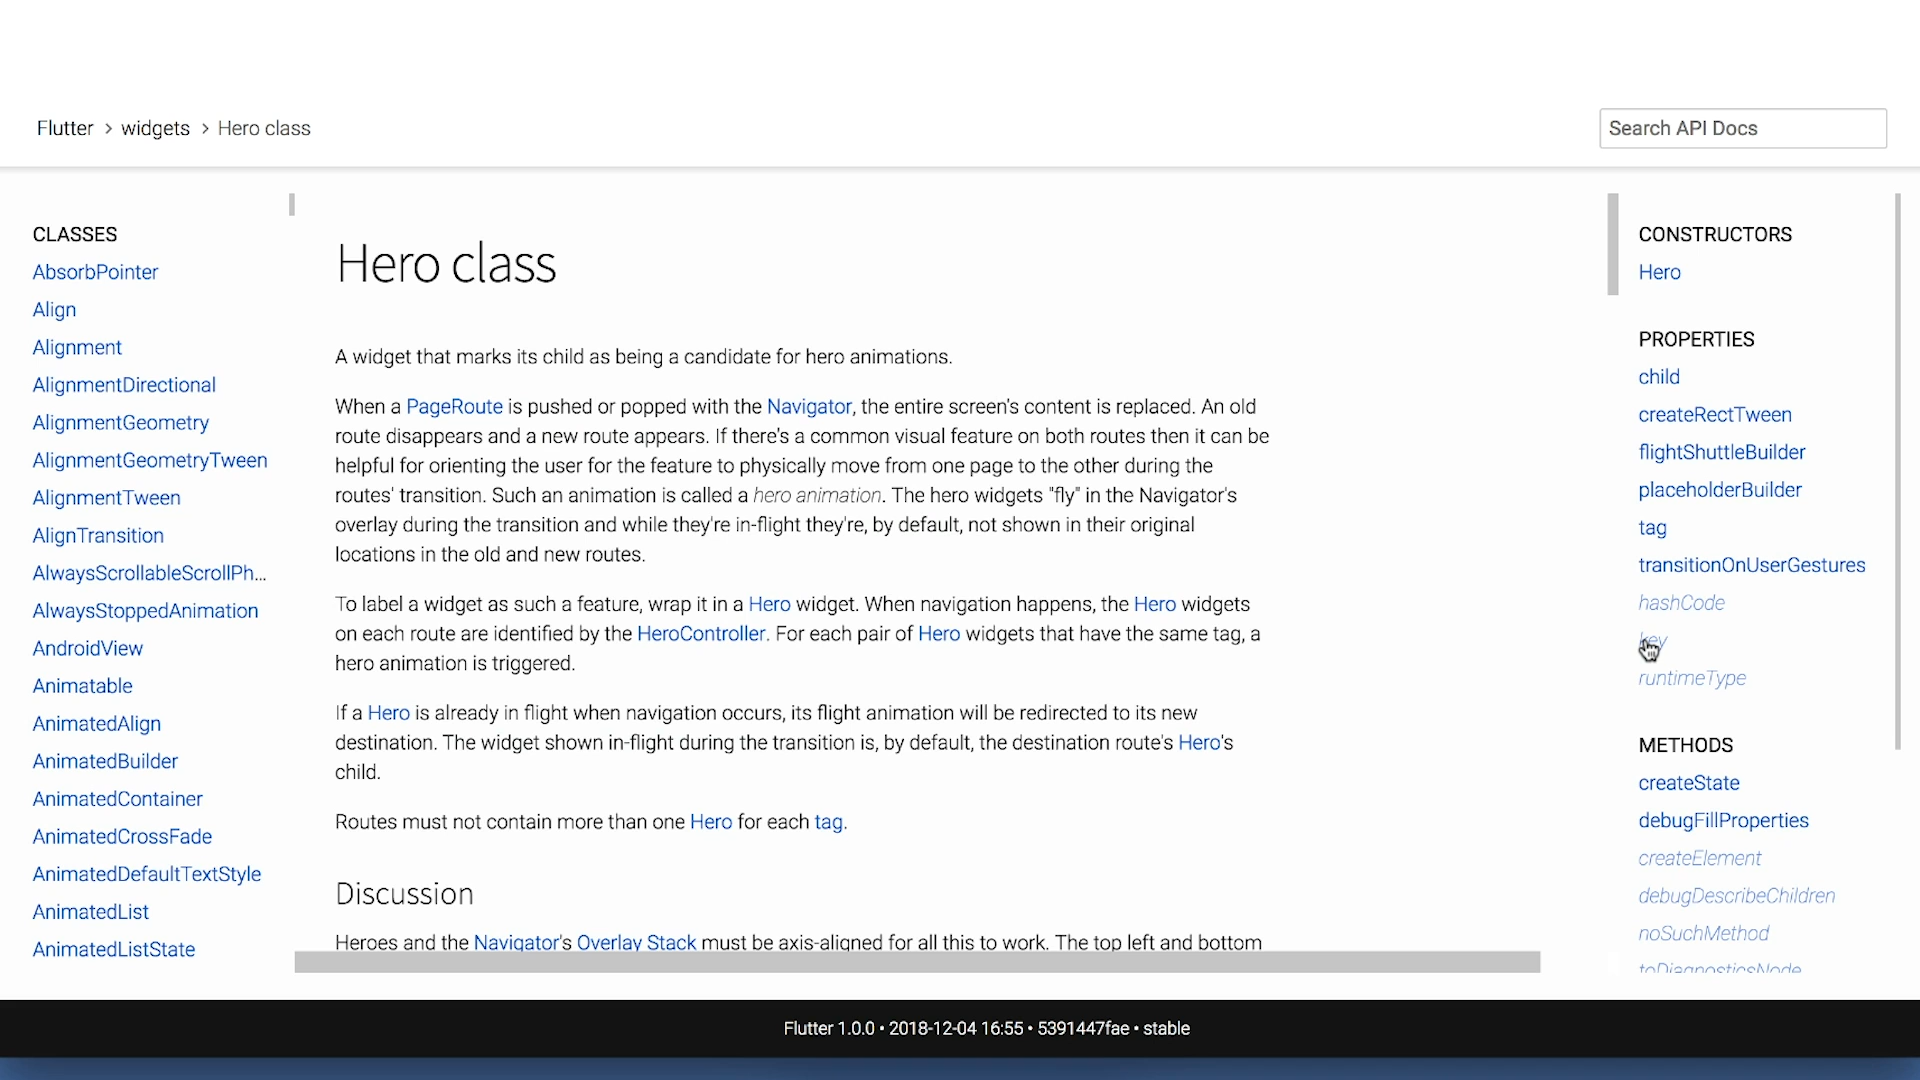 Flutter > widgets > Hero class
Search API Docs
CLASSES
AbsorbPointer
Align
Alignment
AlignmentDirectional
AlignmentGeometry
AlignmentGeometryTween
AlignmentTween
AlignTransition
AlwaysScrollableScrollPh...
AlwaysStoppedAnimation
AndroidView
Animatable
AnimatedAlign
AnimatedBuilder
AnimatedContainer
AnimatedCrossFade
AnimatedDefaultTextStyle
AnimatedList
AnimatedListState
Hero class
A widget that marks its child as being a candidate for hero animations.
When a PageRoute is pushed or popped with the Navigator, the entire screen's content is replaced. An old
route disappears and a new route appears. If there's a common visual feature on both routes then it can be
helpful for orienting the user for the feature to physically move from one page to the other during the
routes' transition. Such an animation is called a hero animation. The hero widgets "fly" in the Navigator's
overlay during the transition and while they're in-flight they're, by default, not shown in their original
locations in the old and new routes.
To label a widget as such a feature, wrap it in a Hero widget. When navigation happens, the Hero widgets
on each route are identified by the HeroController. For each pair of Hero widgets that have the same tag, a
hero animation is triggered.
If a Hero is already in flight when navigation occurs, its flight animation will be redirected to its new
destination. The widget shown in-flight during the transition is, by default, the destination route's Hero's
child.
Routes must not contain more than one Hero for each tag.
Discussion
Heroes and the Navigator's Overlay Stack must be axis-aligned for all this to work. The top left and bottom
CONSTRUCTORS
Hero
PROPERTIES
child
createRectTween
flightShuttleBuilder
placeholderBuilder
tag
transitionOnUserGestures
hashCode
key
runtimeType
METHODS
createState
debugFillProperties
createElement
debugDescribeChildren
noSuchMethod
toDiagnosticsNode
Flutter 1.0.0 • 2018-12-04 16:55 • 5391447fae • stable